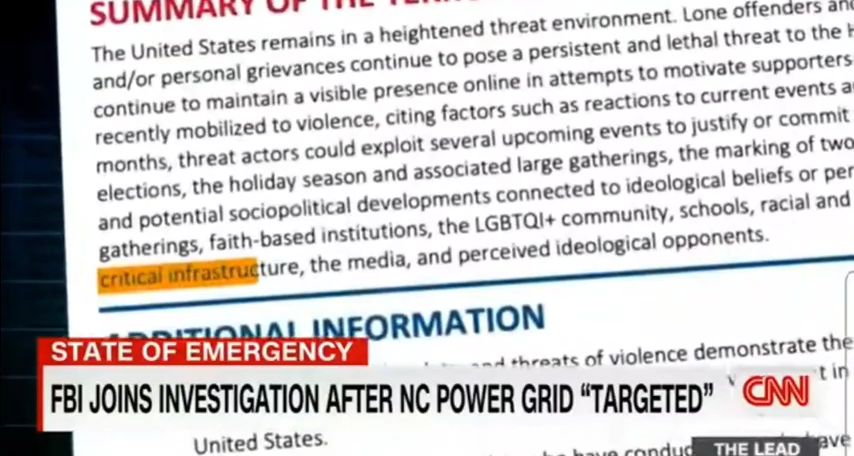 SUMMARY OF THE
The United States remains in a heightened threat environment. Lone offenders and
and/or personal grievances continue to pose a persistent and lethal threat to the H
continue to maintain a visible presence online in attempts to motivate supporters
recently mobilized to violence, citing factors such as reactions to current events a
months, threat actors could exploit several upcoming events to justify or commit
elections, the holiday season and associated large gatherings, the marking of two
and potential sociopolitical developments connected to ideological beliefs or per
gatherings, faith-based institutions, the LGBTQI+ community, schools, racial and
critical infrastructure, the media, and perceived ideological opponents.
ADDITIONAL INFORMATION
and threats of violence demonstrate the
t in
STATE OF EMERGENCY
FBI JOINS INVESTIGATION AFTER NC POWER GRID “TARGETED”
CNN
United States.
have conduc
ave
THE LEAD